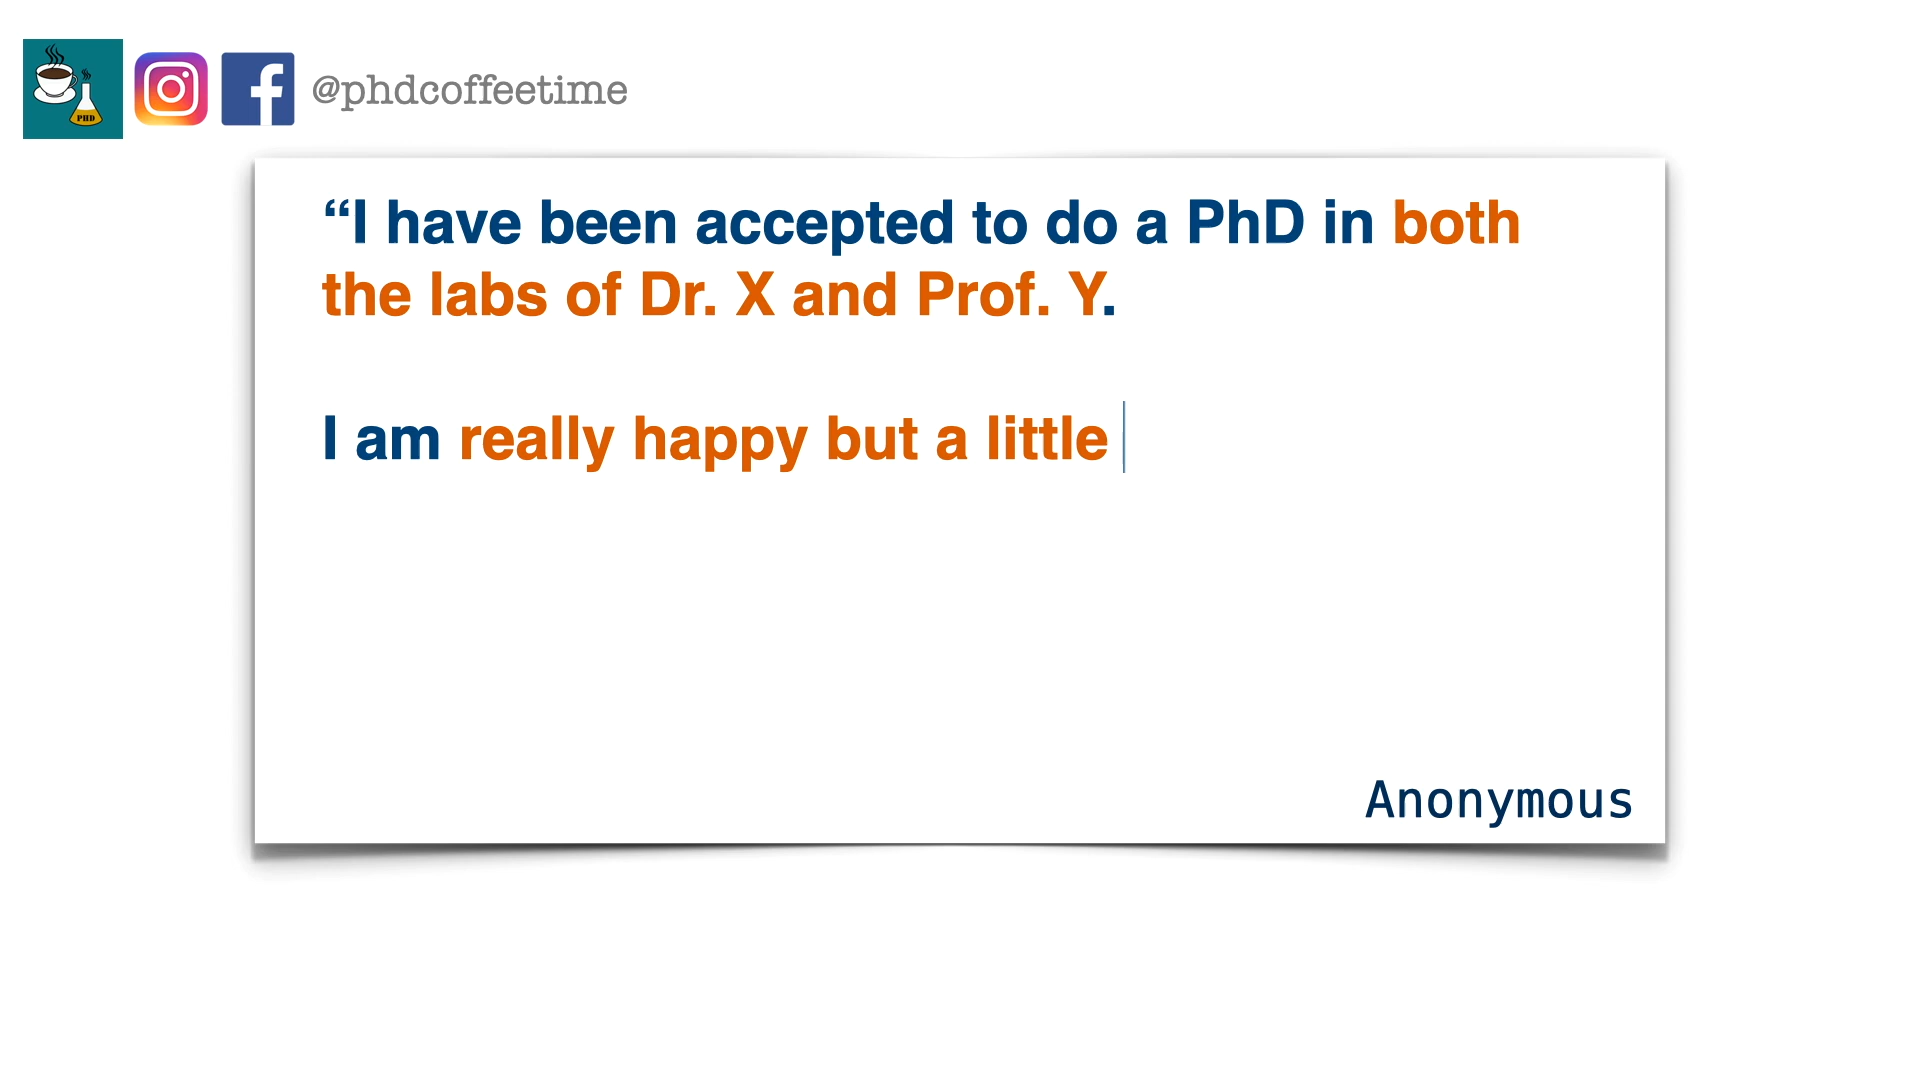 PHD
@phdcoffeetime
“I have been accepted to do a PhD in both
the labs of Dr. X and Prof. Y.
I am really happy but a little
Anonymous